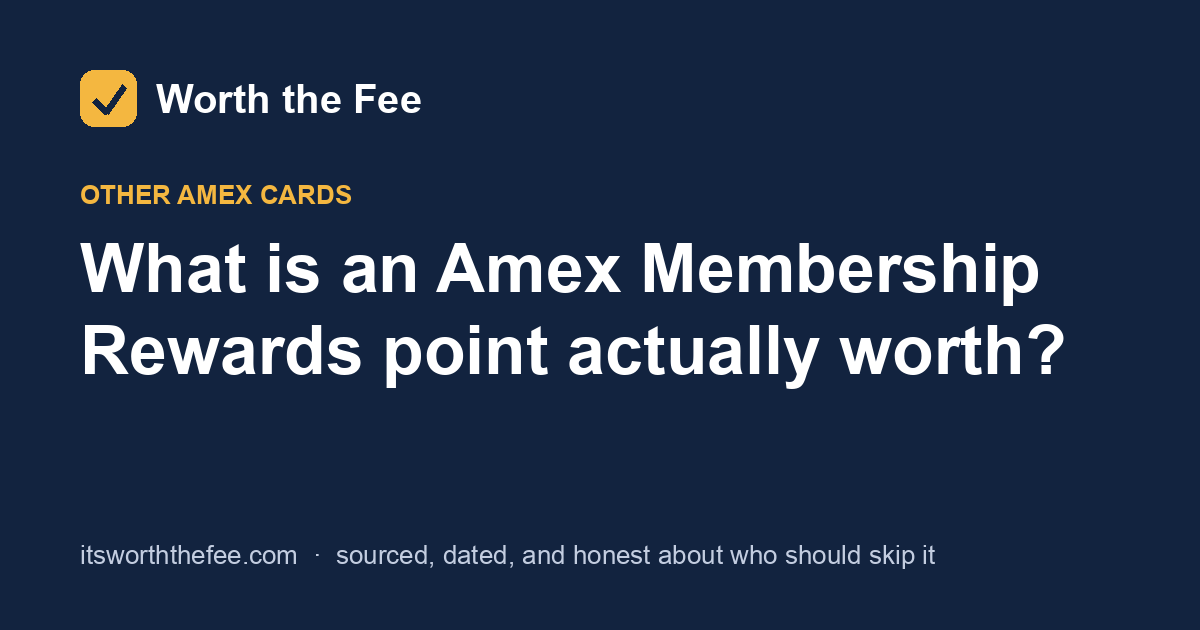 Worth the Fee
OTHER AMEX CARDS
What is an Amex Membership
Rewards point actually worth?
itsworththefee.com · sourced, dated, and honest about who should skip it